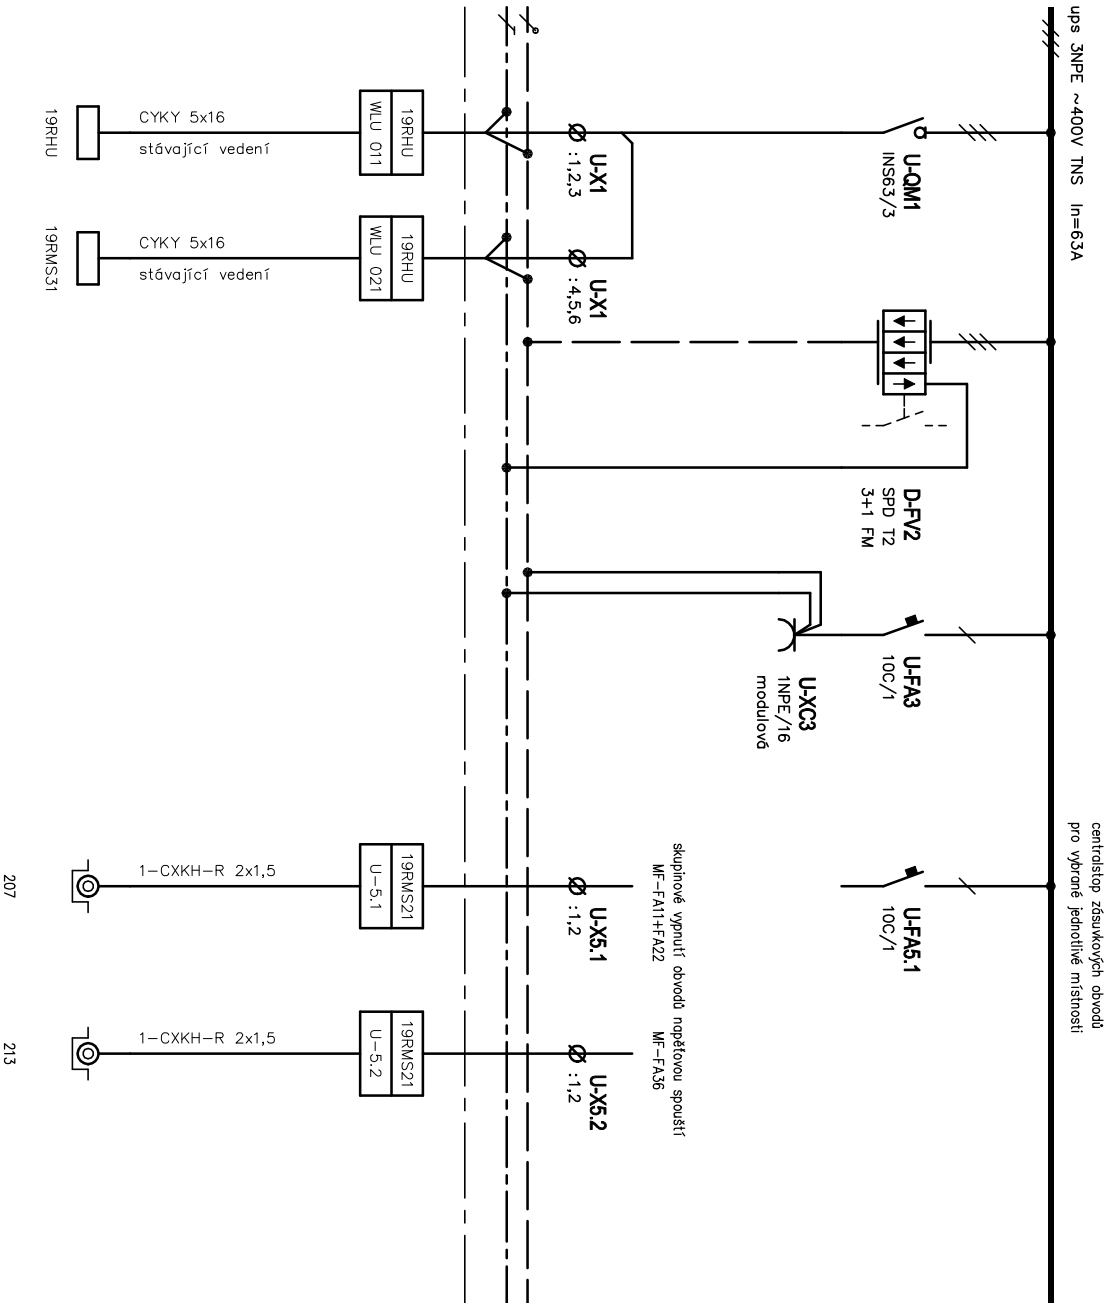 ups 3NPE ~400V TNS In=63A
centralstop zásuvkových obvodů
pro vybrané jednotlivé místnosti
U-QM1
INS63/3
D-FV2
SPD T2
3+1 FM
U-FA3
10C/1
U-FA5.1
10C/1
U-XC3
1NPE/16
modulová
skupinové vypnutí obvodů napěťovou spouští
MF-FA11÷FA22
MF-FA36
U-X1
:1,2,3
U-X1
:4,5,6
U-X5.1
:1,2
U-X5.2
:1,2
19RHU
WLU 011
19RHU
WLU 021
19RMS21
U-5.1
19RMS21
U-5.2
CYKY 5x16
stávající vedení
CYKY 5x16
stávající vedení
1-CXKH-R 2x1,5
1-CXKH-R 2x1,5
19RHU
19RMS31
207
213